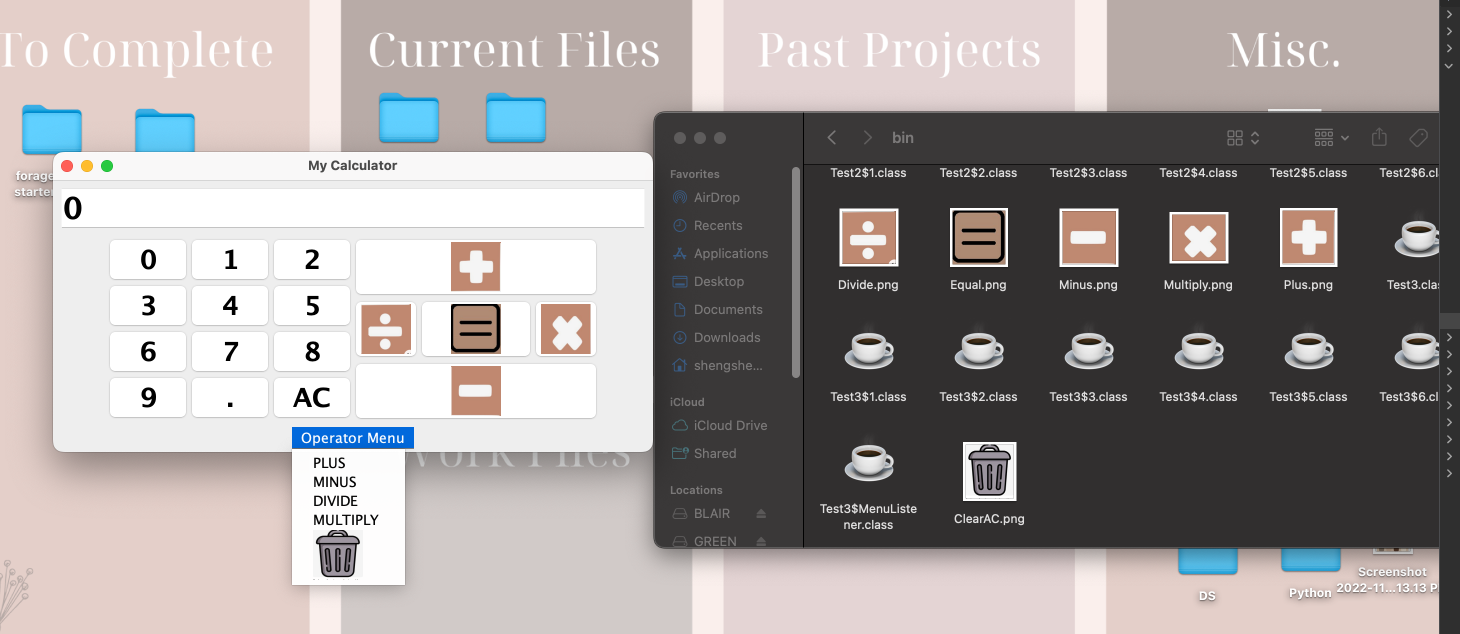 To Complete
Current Files
Past Projects
Misc.
forage
starter
My Calculator
0
0 1 2
3 4 5
6 7 8
9 . AC
Operator Menu
PLUS
MINUS
DIVIDE
MULTIPLY
Work Files
bin
Favorites
AirDrop
Recents
Applications
Desktop
Documents
Downloads
shengshe...
iCloud
iCloud Drive
Shared
Locations
BLAIR
GREEN
Test2$1.class Test2$2.class Test2$3.class Test2$4.class Test2$5.class Test2$6.cl
Divide.png Equal.png Minus.png Multiply.png Plus.png Test3.clas
Test3$1.class Test3$2.class Test3$3.class Test3$4.class Test3$5.class Test3$6.cl
Test3$MenuListe
ner.class
ClearAC.png
DS
Python
Screenshot
2022-11...13.13 P